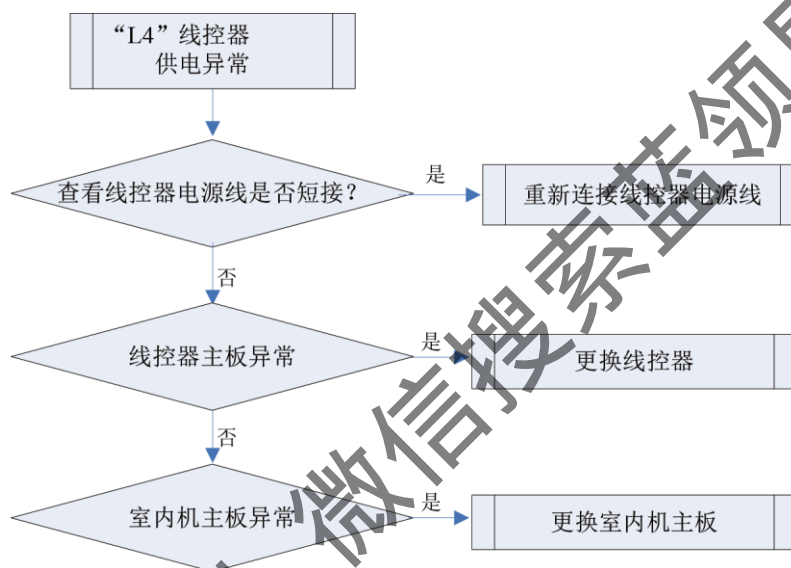 “L4”线控器
供电异常
查看线控器电源线是否短接？
是
重新连接线控器电源线
否
线控器主板异常
是
更换线控器
否
室内机主板异常
是
更换室内机主板
微信搜索蓝领